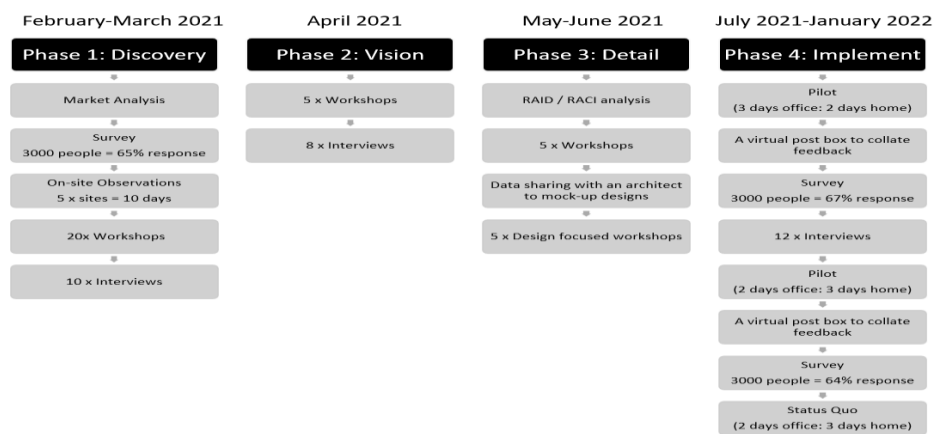 February-March 2021
Phase 1: Discovery
Market Analysis
Survey
3000 people = 65% response
On-site Observations
5 x sites = 10 days
20x Workshops
10 x Interviews
April 2021
Phase 2: Vision
5 x Workshops
8 x Interviews
May-June 2021
Phase 3: Detail
RAID / RACI analysis
5 x Workshops
Data sharing with an architect
to mock-up designs
5 x Design focused workshops
July 2021-January 2022
Phase 4: Implement
Pilot
(3 days office: 2 days home)
A virtual post box to collate
feedback
Survey
3000 people = 67% response
12 x Interviews
Pilot
(2 days office: 3 days home)
A virtual post box to collate
feedback
Survey
3000 people = 64% response
Status Quo
(2 days office: 3 days home)